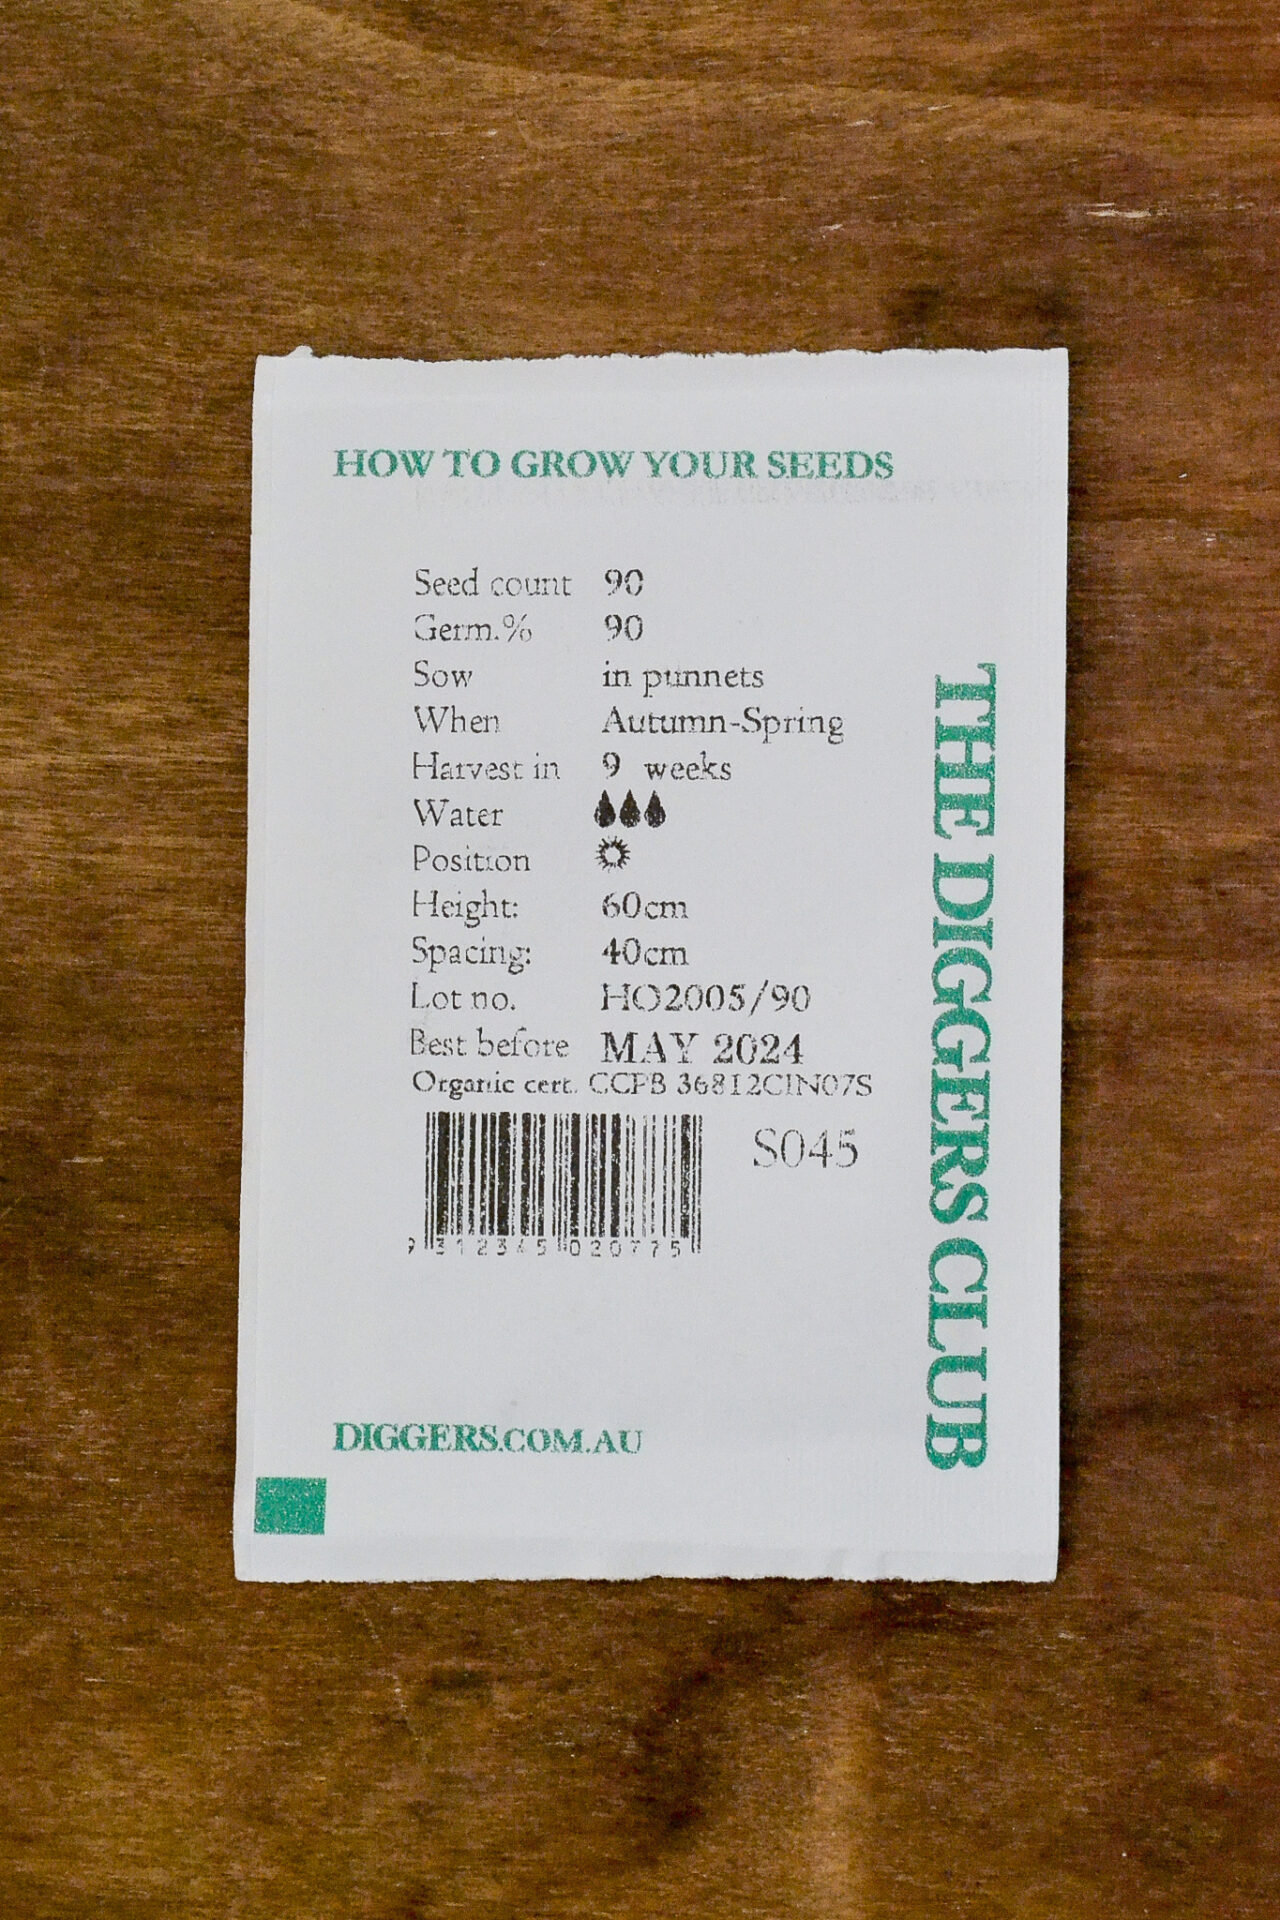 HOW TO GROW YOUR SEEDS
Seed count 90
Germ.% 90
Sow in punnets
When Autumn-Spring
Harvest in 9 weeks
Water
Position
Height: 60cm
Spacing: 40cm
Lot no. HO2005/90
Best before MAY 2024
Organic cert. CCPB 36812CIN07S
S045
9 312345 020775
DIGGERS.COM.AU
THE DIGGERS CLUB